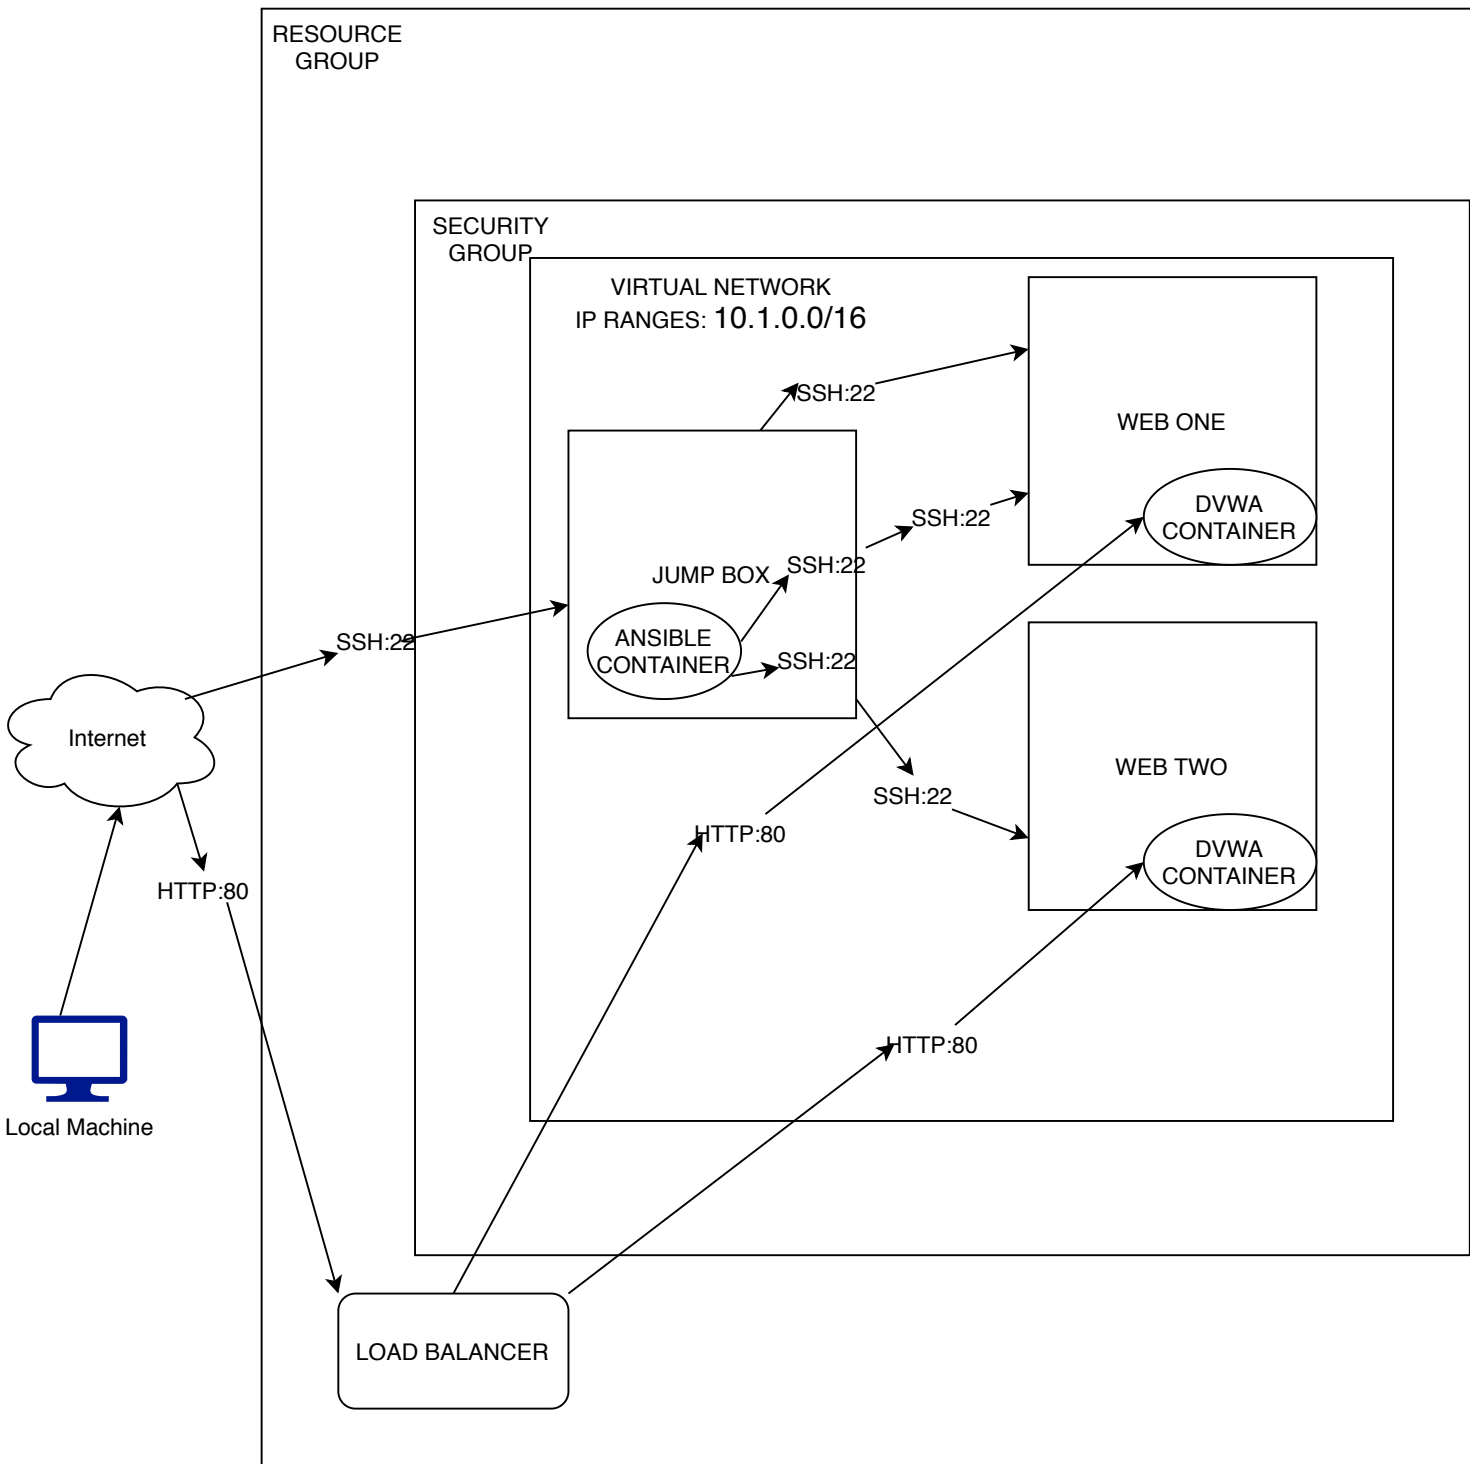 RESOURCE
GROUP
SECURITY
GROUP
VIRTUAL NETWORK
IP RANGES: 10.1.0.0/16
SSH:22
WEB ONE
DVWA
CONTAINER
SSH:22
SSH:22
JUMP BOX
ANSIBLE
CONTAINER
SSH:22
SSH:22
Internet
WEB TWO
SSH:22
HTTP:80
DVWA
CONTAINER
HTTP:80
HTTP:80
Local Machine
LOAD BALANCER